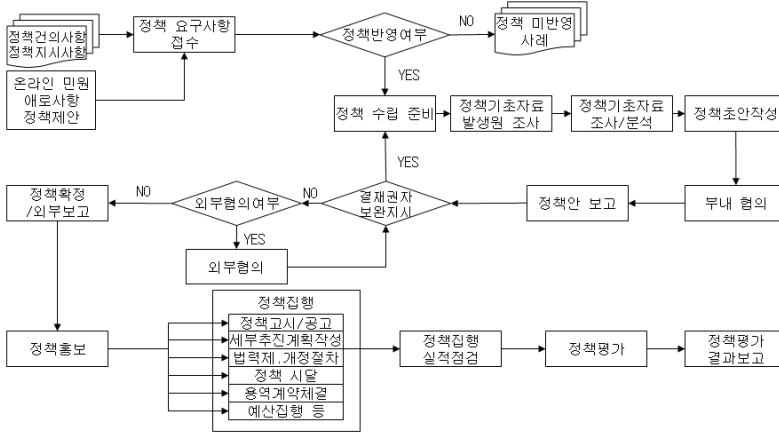 정책건의사항
정책지시사항
정책 요구사항
접수
정책반영여부
NO
정책 미반영
사례
온라인 민원
애로사항
정책제안
YES
정책 수립 준비
정책기초자료
발생원 조사
정책기초자료
조사/분석
정책초안작성
YES
정책확정
/외부보고
NO
외부협의여부
NO
결재권자
보완지시
정책안 보고
부내 협의
YES
외부협의
정책집행
정책홍보
정책고시/공고
세부추진계획작성
법력제.개정절차
정책 시달
용역계약체결
예산집행 등
정책집행
실적점검
정책평가
정책평가
결과보고